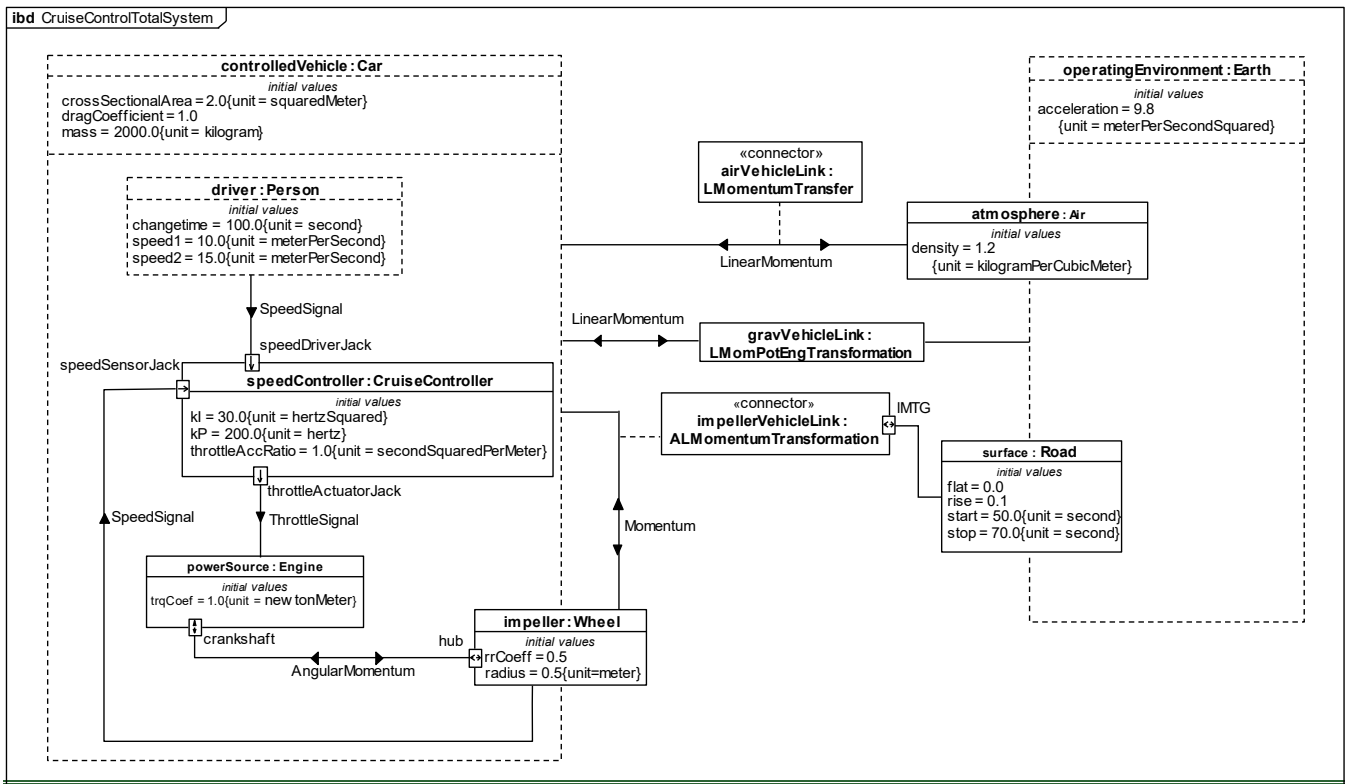 ibd CruiseControlTotalSystem
controlledVehicle : Car
initial values
crossSectionalArea = 2.0{unit = squaredMeter}
dragCoefficient = 1.0
mass = 2000.0{unit = kilogram}
driver : Person
initial values
changetime = 100.0{unit = second}
speed1 = 10.0{unit = meterPerSecond}
speed2 = 15.0{unit = meterPerSecond}
SpeedSignal
speedDriverJack
speedSensorJack
speedController : CruiseController
initial values
kI = 30.0{unit = hertzSquared}
kP = 200.0{unit = hertz}
throttleAccRatio = 1.0{unit = secondSquaredPerMeter}
throttleActuatorJack
SpeedSignal
ThrottleSignal
powerSource : Engine
initial values
trqCoef = 1.0{unit = newtonMeter}
crankshaft
AngularMomentum
hub
impeller : Wheel
initial values
rrCoeff = 0.5
radius = 0.5{unit=meter}
Momentum
«connector»
airVehicleLink :
LMomentumTransfer
LinearMomentum
LinearMomentum
gravVehicleLink :
LMomPotEngTransformation
«connector»
impellerVehicleLink :
ALMomentumTransformation
IMTG
operatingEnvironment : Earth
initial values
acceleration = 9.8
{unit = meterPerSecondSquared}
atmosphere : Air
initial values
density = 1.2
{unit = kilogramPerCubicMeter}
surface : Road
initial values
flat = 0.0
rise = 0.1
start = 50.0{unit = second}
stop = 70.0{unit = second}